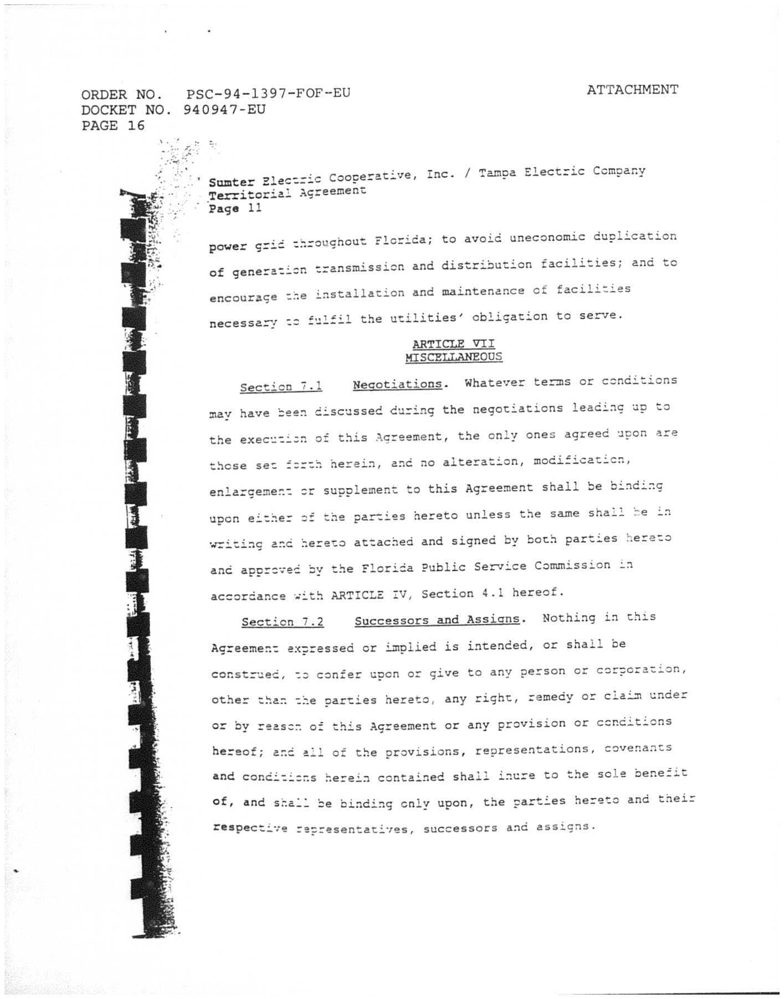 ORDER NO. PSC-94-1397-FOF-EU
DOCKET NO. 940947-EU
PAGE 16
ATTACHMENT
Sumter Electric Cooperative, Inc. / Tampa Electric Company
Territorial Agreement
Page 11
power grid throughout Florida; to avoid uneconomic duplication
of generation transmission and distribution facilities; and to
encourage the installation and maintenance of facilities
necessary to fulfil the utilities' obligation to serve.
ARTICLE VII
MISCELLANEOUS
Section 7.1 Negotiations. Whatever terms or conditions
may have been discussed during the negotiations leading up to
the execution of this Agreement, the only ones agreed upon are
those set forth herein, and no alteration, modification,
enlargement or supplement to this Agreement shall be binding
upon either of the parties hereto unless the same shall be in
writing and hereto attached and signed by both parties hereto
and approved by the Florida Public Service Commission in
accordance with ARTICLE IV, Section 4.1 hereof.
Section 7.2 Successors and Assigns. Nothing in this
Agreement expressed or implied is intended, or shall be
construed, to confer upon or give to any person or corporation,
other than the parties hereto, any right, remedy or claim under
or by reason of this Agreement or any provision or conditions
hereof; and all of the provisions, representations, covenants
and conditions herein contained shall inure to the sole benefit
of, and shall be binding only upon, the parties hereto and their
respective representatives, successors and assigns.